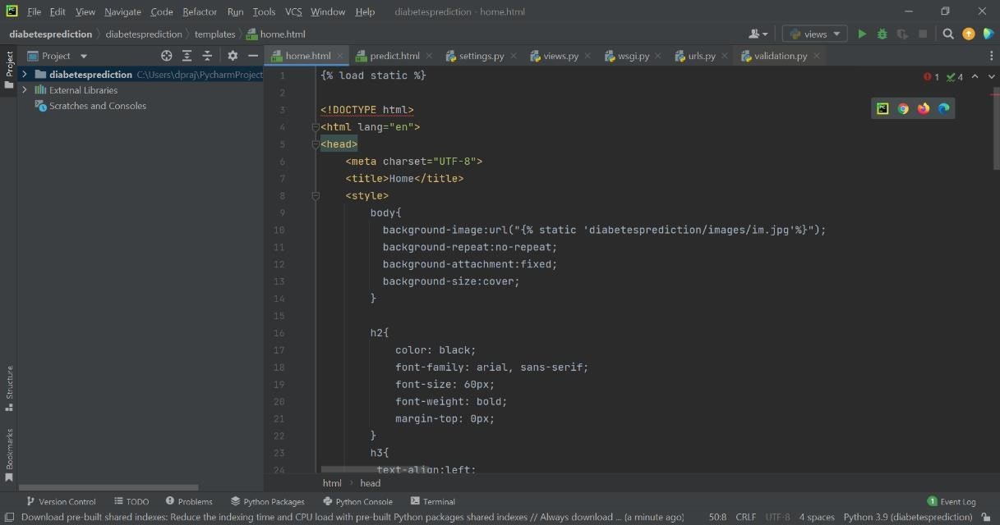 File Edit View Navigate Code Refactor Run Tools VCS Window Help diabetesprediction - home.html
diabetesprediction diabetesprediction templates home.html views
Project
Project
home.html predict.html settings.py views.py wsgi.py urls.py validation.py
diabetesprediction C:\Users\dpraj\PycharmProject
External Libraries
Scratches and Consoles
1 4
1 {% load static %}
2
3 <!DOCTYPE html>
4 <html lang="en">
5 <head>
6 <meta charset="UTF-8">
7 <title>Home</title>
8 <style>
9 body{
10 background-image:url("{% static 'diabetesprediction/images/im.jpg'%}");
11 background-repeat:no-repeat;
12 background-attachment:fixed;
13 background-size:cover;
14 }
15
16 h2{
17 color: black;
18 font-family: arial, sans-serif;
19 font-size: 60px;
20 font-weight: bold;
21 margin-top: 0px;
22 }
23 h3{
24 text-align:left;
Structure
Bookmarks
html head
Version Control TODO Problems Python Packages Python Console Terminal 1 Event Log
Download pre-built shared indexes: Reduce the indexing time and CPU load with pre-built Python packages shared indexes // Always download ... (a minute ago) 50:8 CRLF UTF-8 4 spaces Python 3.9 (diabetesprediction)